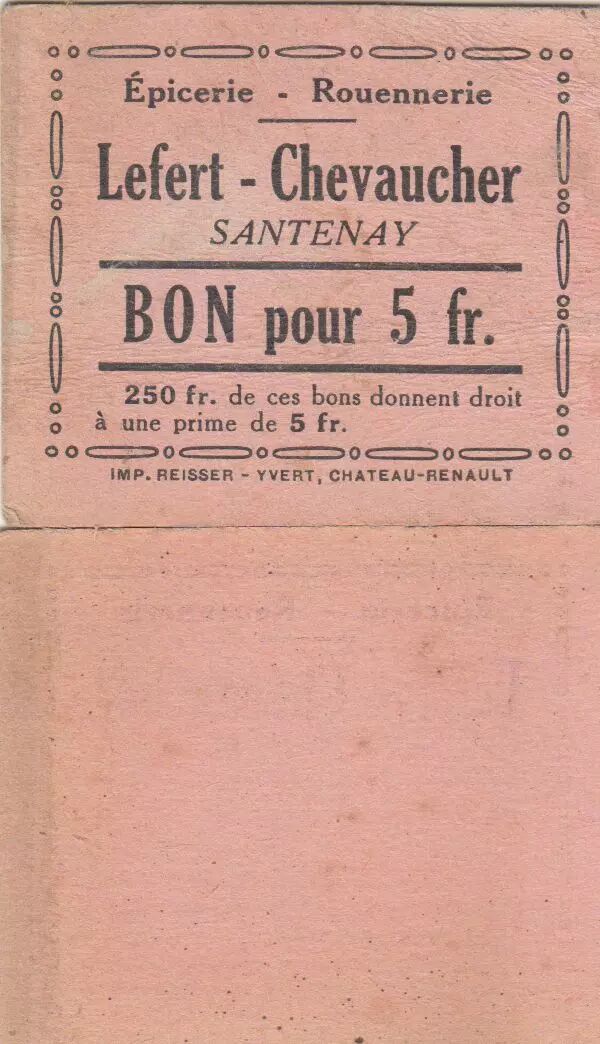 Épicerie - Rouennerie
Lefert - Chevaucher
SANTENAY
BON pour 5 fr.
250 fr. de ces bons donnent droit
à une prime de 5 fr.
IMP. REISSER - YVERT, CHATEAU-RENAULT